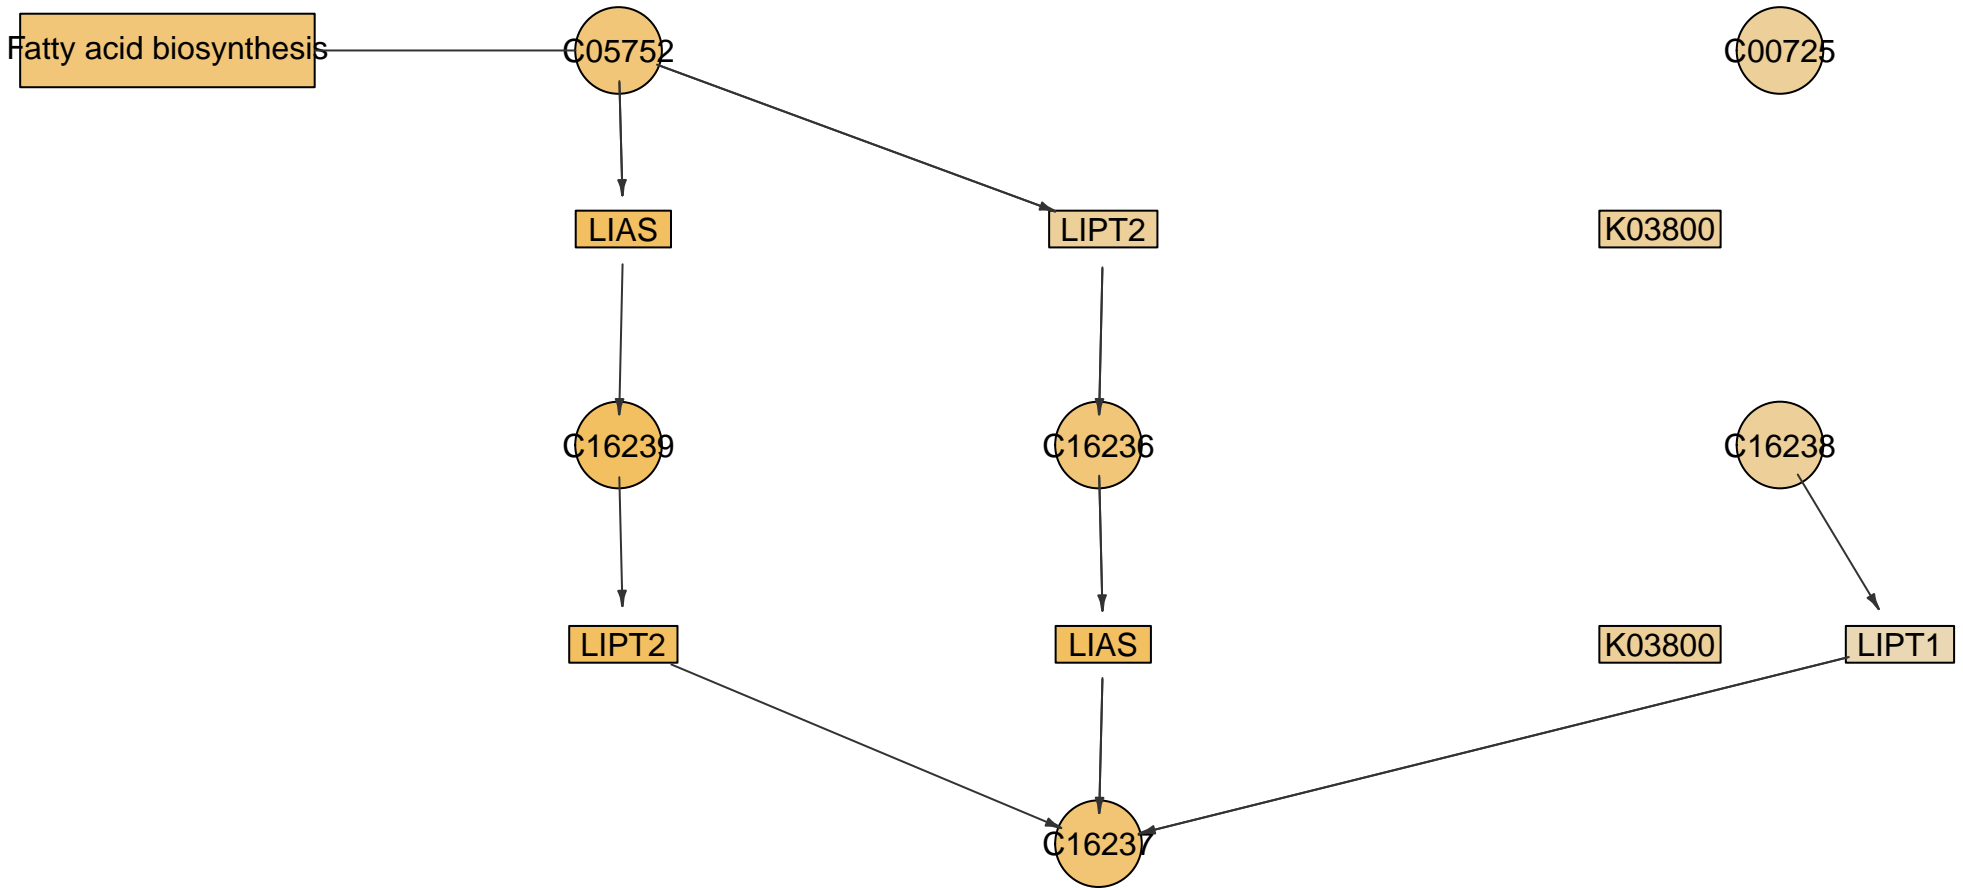 Fatty acid biosynthesis
C05752
C00725
LIAS
LIPT2
K03800
C16239
C16236
C16238
LIPT2
LIAS
K03800
LIPT1
C16237